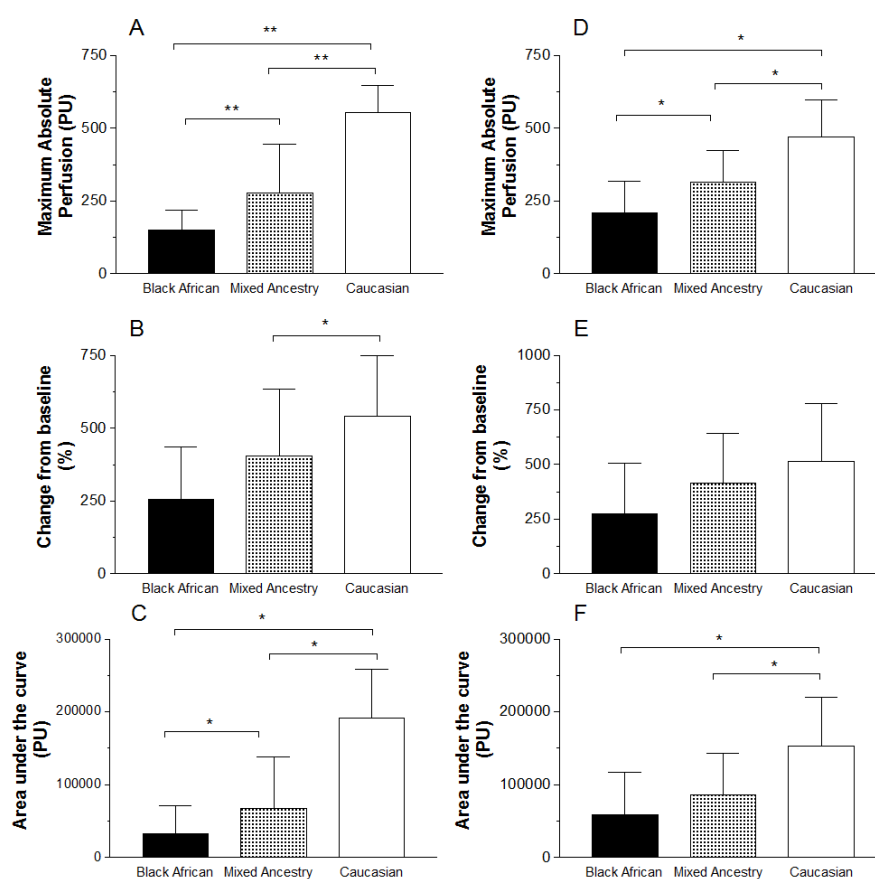 A
Maximum Absolute
Perfusion (PU)
750
500
250
0
**
**
**
Black African Mixed Ancestry Caucasian
D
Maximum Absolute
Perfusion (PU)
750
500
250
0
*
*
*
Black African Mixed Ancestry Caucasian
B
Change from baseline
(%)
750
500
250
0
*
Black African Mixed Ancestry Caucasian
E
Change from baseline
(%)
1000
750
500
250
0
Black African Mixed Ancestry Caucasian
C
Area under the curve
(PU)
300000
200000
100000
0
*
*
*
Black African Mixed Ancestry Caucasian
F
Area under the curve
(PU)
300000
200000
100000
0
*
*
Black African Mixed Ancestry Caucasian